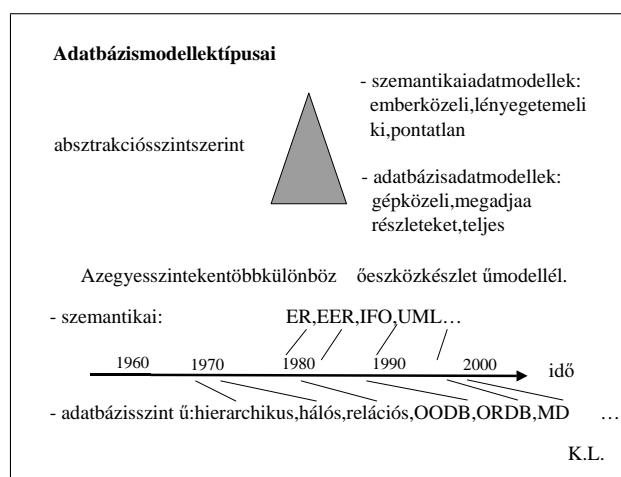 Adatbázismodellektípusai
- szemantikaiadatmodellek:
emberközeli,lényegetemeli
ki,pontatlan
absztrakciósszintszerint
- adatbázisadatmodellek:
gépközeli,megadjaa
részleteket,teljes
Azegyesszintekentöbbkülönböz őeszközkészlet űmodellél.
- szemantikai: ER,EER,IFO,UML…
1960 1970 1980 1990 2000 idő
- adatbázisszint ű:hierarchikus,hálós,relációs,OODB,ORDB,MD …
K.L.